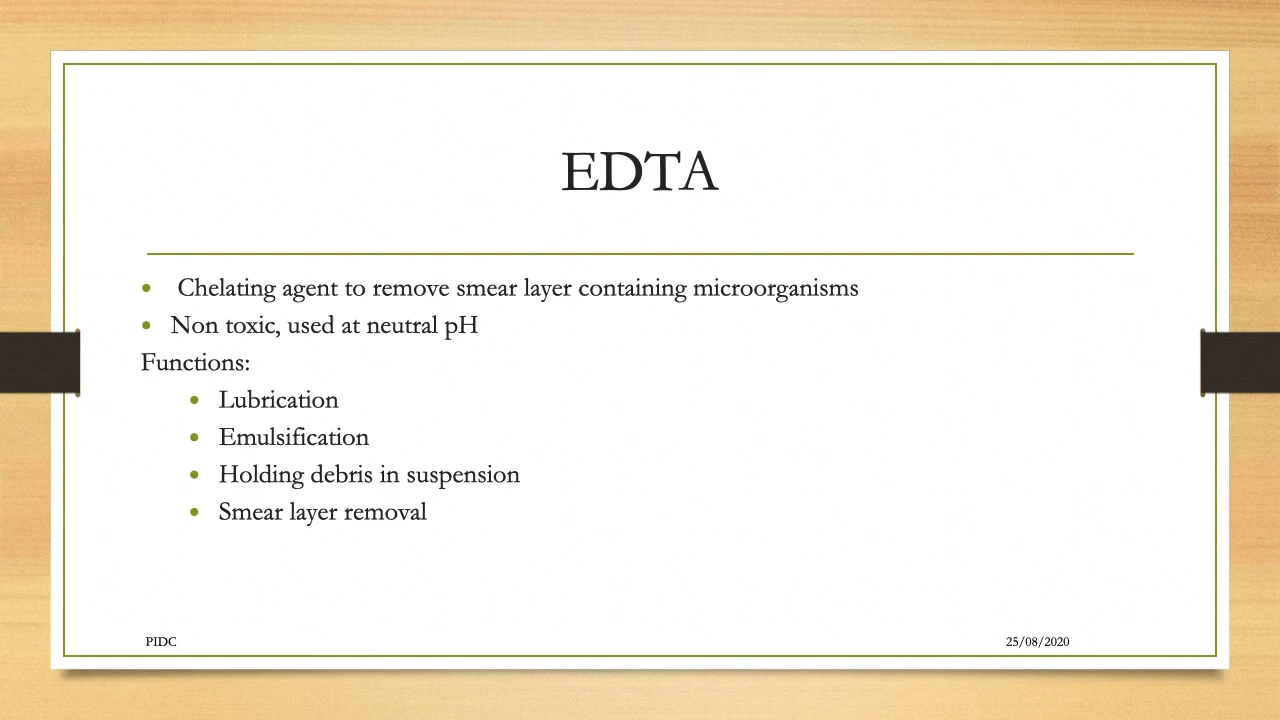 EDTA
• Chelating agent to remove smear layer containing microorganisms
• Non toxic, used at neutral pH
Functions:
• Lubrication
• Emulsification
• Holding debris in suspension
• Smear layer removal
PIDC
25/08/2020